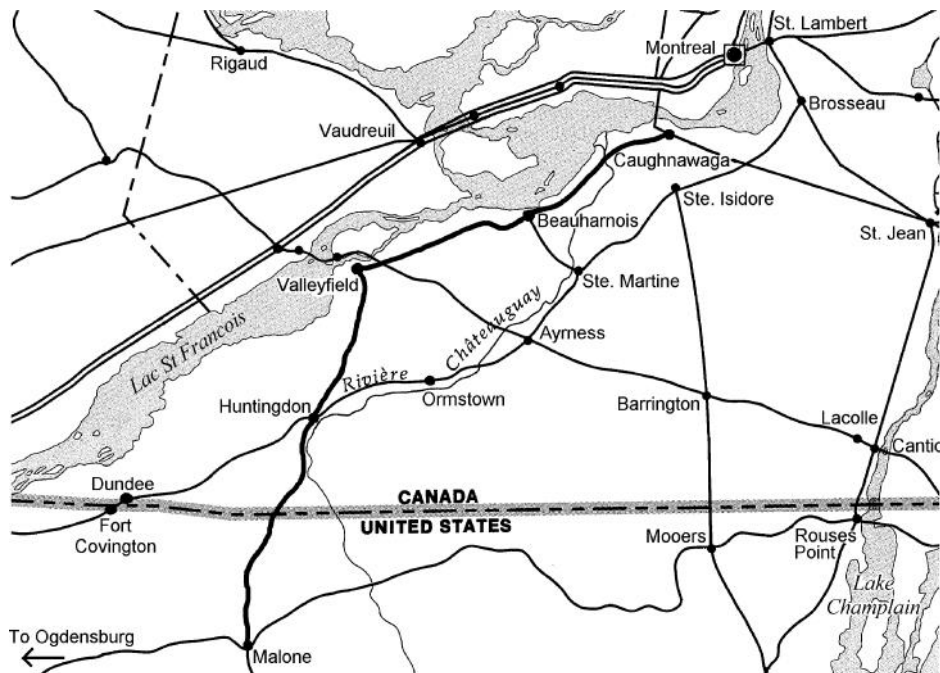 St. Lambert
Montreal
Rigaud
Brosseau
Vaudreuil
Caughnawaga
Ste. Isidore
Beauharnois
St. Jean
Valleyfield
Ste. Martine
Châteauguay
Ayrness
Lac St Francois
Rivière
Ormstown
Huntingdon
Barrington
Lacolle
Cantic
Dundee
CANADA
UNITED STATES
Fort
Covington
Mooers
Rouses
Point
Lake
Champlain
To Ogdensburg
Malone